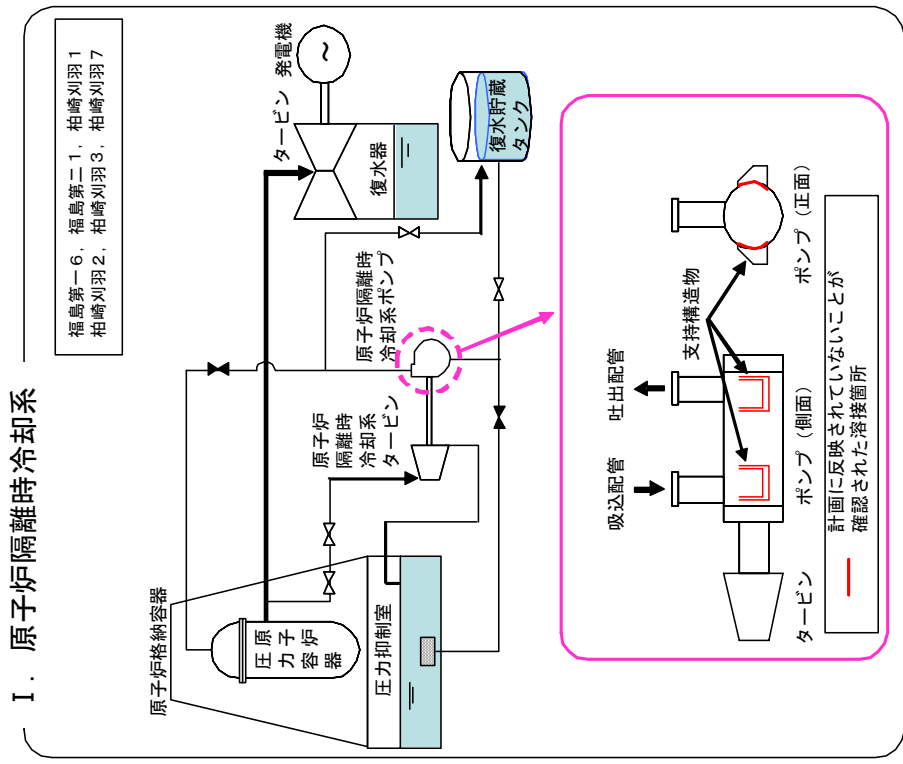 Ⅰ．原子炉隔離時冷却系
福島第一６，福島第二１，柏崎刈羽１
柏崎刈羽２，柏崎刈羽３，柏崎刈羽７
原子炉格納容器
原子炉
圧力容器
圧力抑制室
原子炉
隔離時
冷却系
タービン
原子炉隔離時
冷却系ポンプ
タービン
発電機
～
復水器
復水貯蔵
タンク
吸込配管
吐出配管
支持構造物
タービン
ポンプ（側面）
ポンプ（正面）
計画に反映されていないことが
確認された溶接箇所